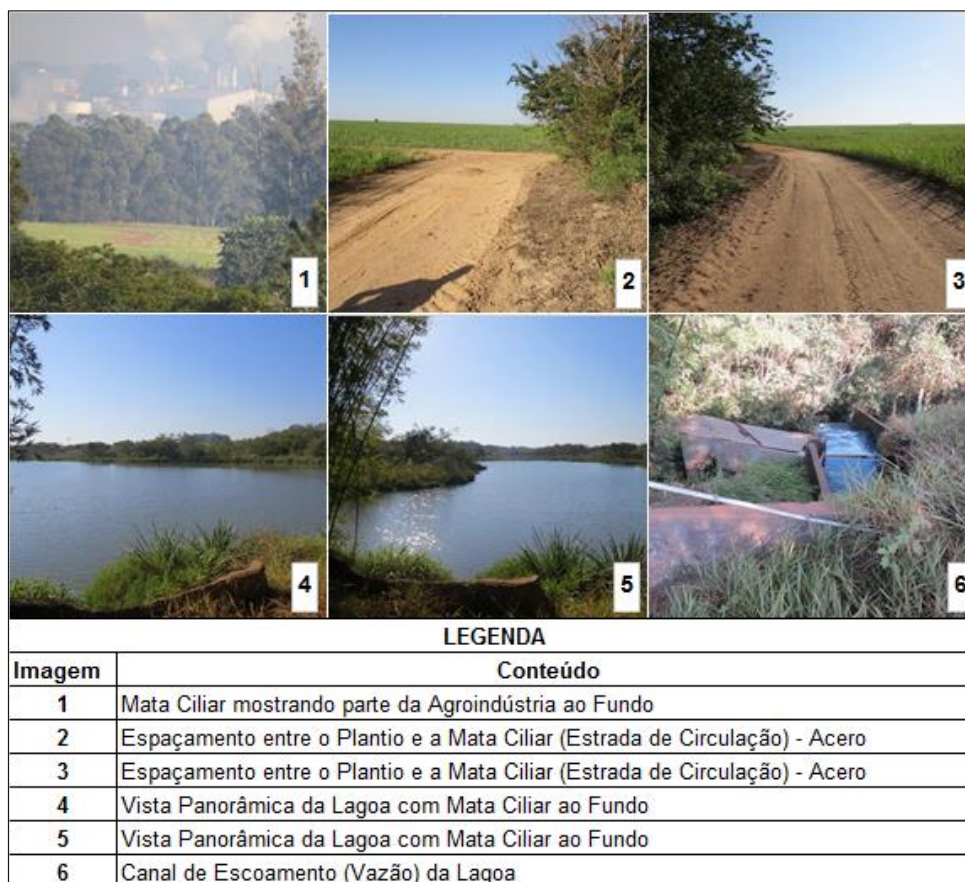 1
2
3
4
5
6
LEGENDA
Imagem Conteúdo
1 Mata Ciliar mostrando parte da Agroindústria ao Fundo
2 Espaçamento entre o Plantio e a Mata Ciliar (Estrada de Circulação) - Acero
3 Espaçamento entre o Plantio e a Mata Ciliar (Estrada de Circulação) - Acero
4 Vista Panorâmica da Lagoa com Mata Ciliar ao Fundo
5 Vista Panorâmica da Lagoa com Mata Ciliar ao Fundo
6 Canal de Escoamento (Vazão) da Lagoa